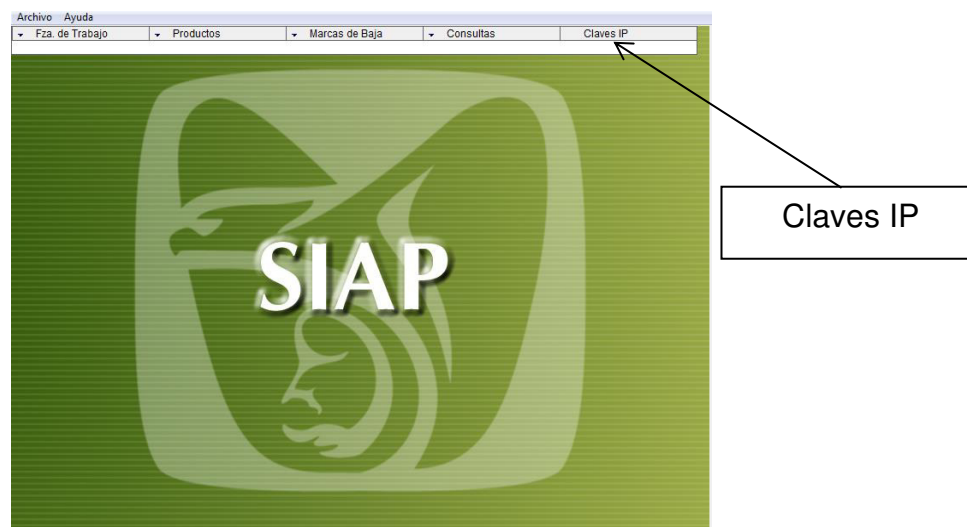 Archivo Ayuda
Fza. de Trabajo Productos Marcas de Baja Consultas Claves IP
Claves IP
SIAP